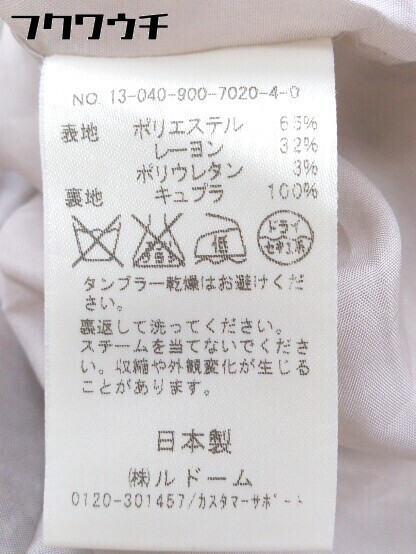 フクワウチ
NO. 13-040-900-7020-4-0
表地 ポリエステル 65%
レーヨン 32%
ポリウレタン 3%
裏地 キュプラ 100%
低
ドライ
セキユ系
タンブラー乾燥はお避けくだ
さい。
裏返して洗ってください。
スチームを当てないでくださ
い。収縮や外観変化が生じる
ことがあります。
日本製
㈱ルドーム
0120-301457/カスタマーサポート